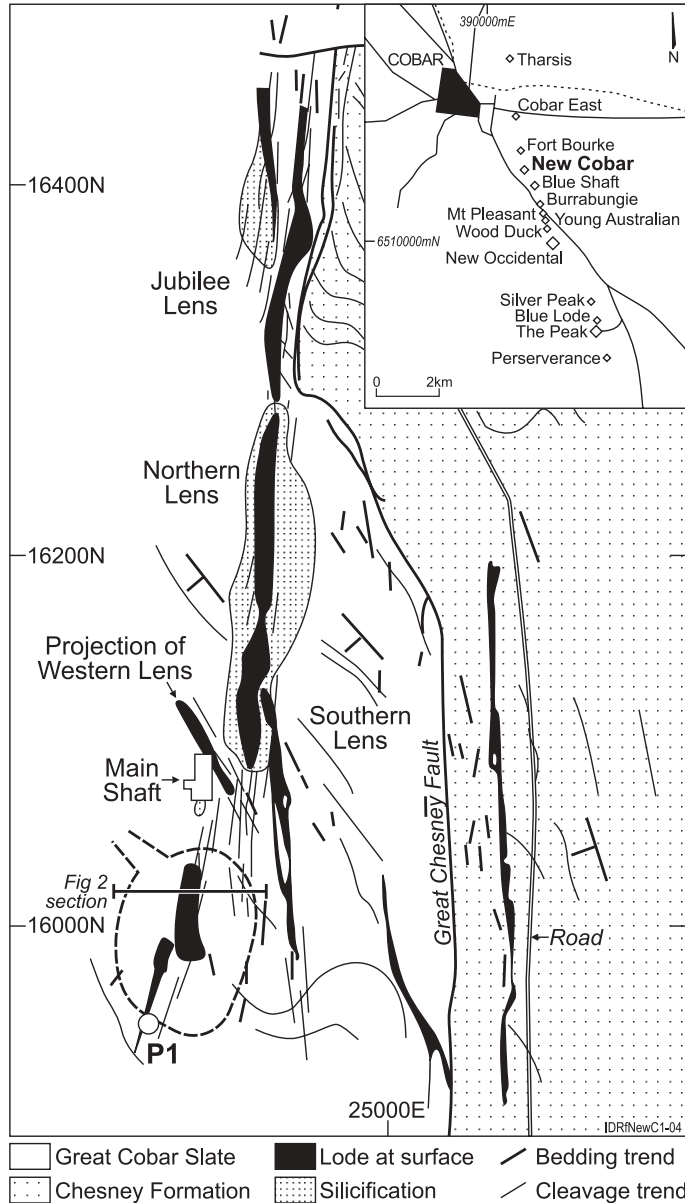 390000mE
COBAR
Tharsis
N
Cobar East
16400N
Fort Bourke
New Cobar
Blue Shaft
Burrabungie
Mt Pleasant
Young Australian
Wood Duck
6510000mN
New Occidental
Jubilee
Lens
Silver Peak
Blue Lode
The Peak
Perserverance
0
2km
Northern
Lens
16200N
Projection of
Western Lens
Southern
Lens
Main
Shaft
Great Chesney Fault
Fig 2
section
16000N
Road
P1
25000E
IDRfNewC1-04
Great Cobar Slate
Lode at surface
Bedding trend
Chesney Formation
Silicification
Cleavage trend